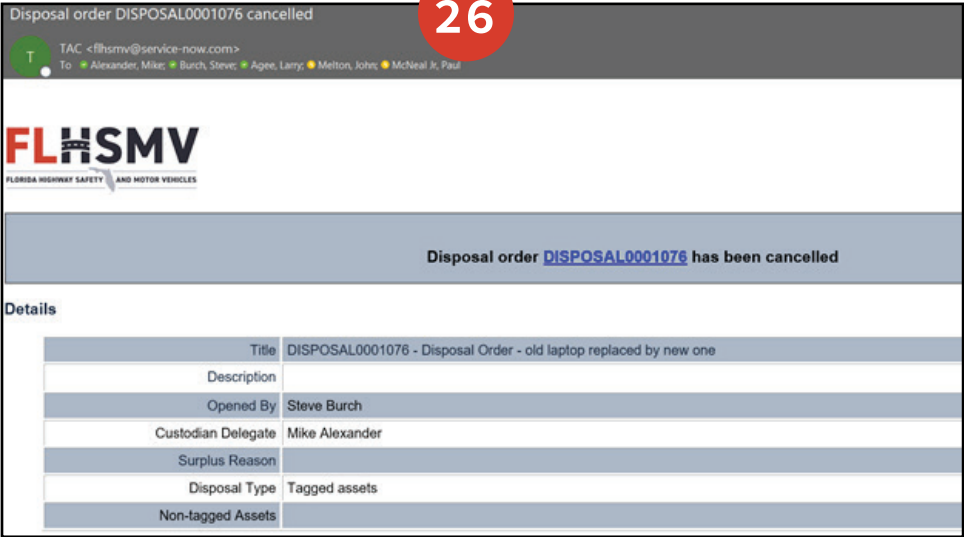 Disposal order DISPOSAL0001076 cancelled
26
T
TAC <flhsmv@service-now.com>
To Alexander, Mike; Burch, Steve; Agee, Larry; Melton, John; McNeal Jr, Paul
FLHSMV
FLORIDA HIGHWAY SAFETY AND MOTOR VEHICLES
Disposal order DISPOSAL0001076 has been cancelled
Details
Title DISPOSAL0001076 - Disposal Order - old laptop replaced by new one
Description
Opened By Steve Burch
Custodian Delegate Mike Alexander
Surplus Reason
Disposal Type Tagged assets
Non-tagged Assets